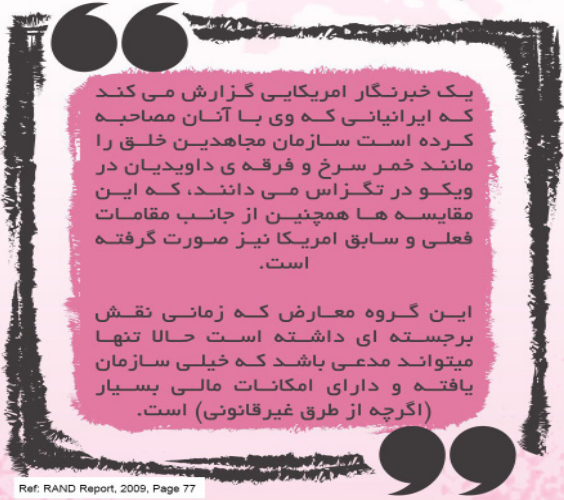 یک خبرنگار امریکایی گزارش می کند
که ایرانیانی که وی با آنان مصاحبه
کرده است سازمان مجاهدین خلق را
مانند خمر سرخ و فرقه ی داویدیان در
ویکو در تگزاس می دانند، که این
مقایسه ها همچنین از جانب مقامات
فعلی و سابق امریکا نیز صورت گرفته
است.
این گروه معارض که زمانی نقش
برجسته ای داشته است حالا تنها
میتواند مدعی باشد که خیلی سازمان
یافته و دارای امکانات مالی بسیار
(اگرچه از طرق غیرقانونی) است.
Ref: RAND Report, 2009, Page 77